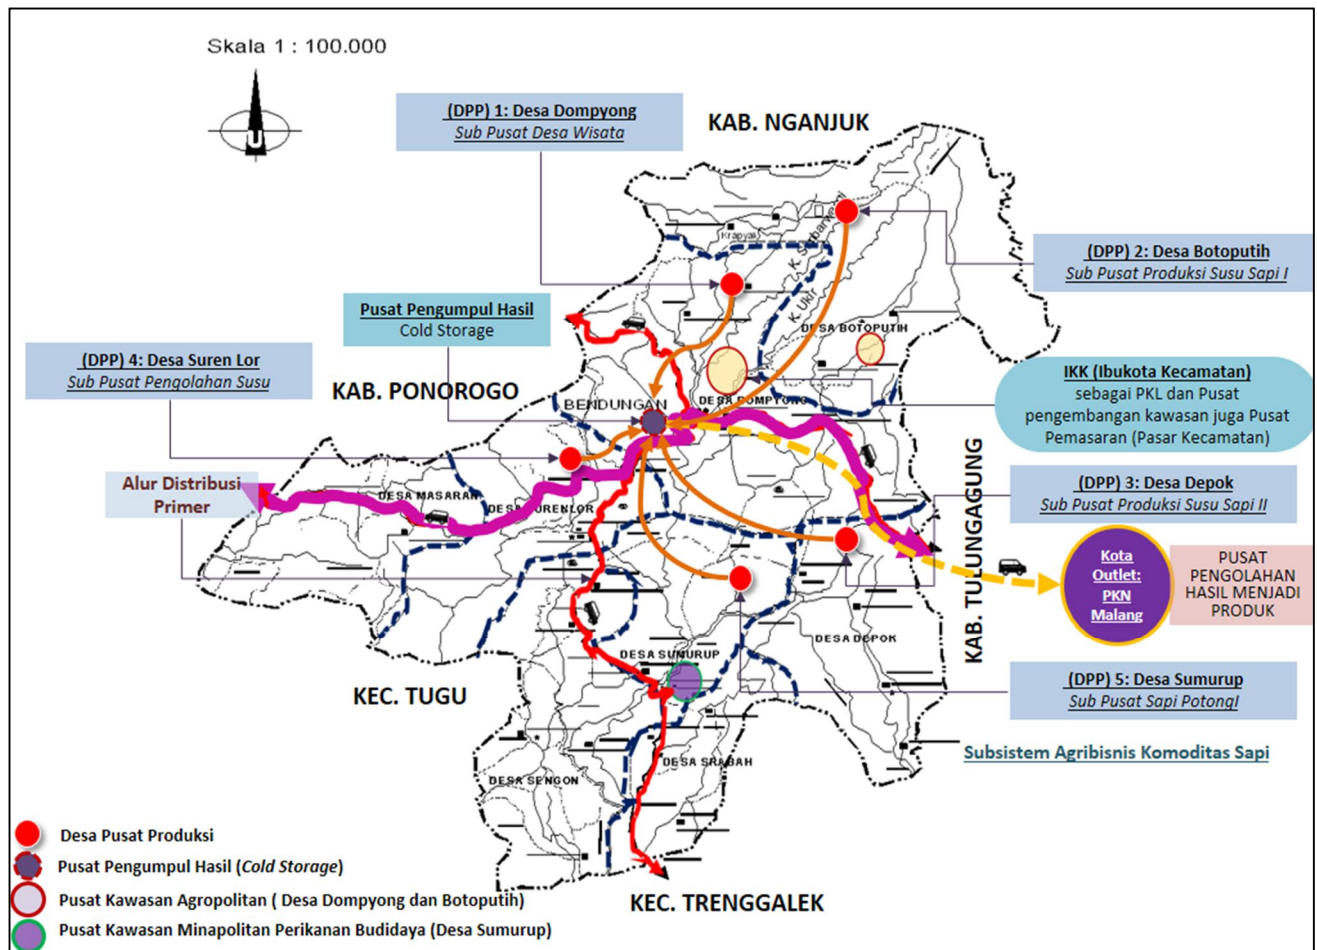 Skala 1 : 100.000
U
(DPP) 1: Desa Dompyong
Sub Pusat Desa Wisata
KAB. NGANJUK
(DPP) 2: Desa Botoputih
Sub Pusat Produksi Susu Sapi I
Krapyak
K. Ukir
Pusat Pengumpul Hasil
Cold Storage
DESA BOTOPUTIH
(DPP) 4: Desa Suren Lor
Sub Pusat Pengolahan Susu
KAB. PONOROGO
BENDUNGAN
DESA DOMPYONG
IKK (Ibukota Kecamatan)
sebagai PKL dan Pusat
pengembangan kawasan juga Pusat
Pemasaran (Pasar Kecamatan)
Alur Distribusi
Primer
DESA MASARAN
DESA SURENLOR
KAB. TULUNGAGUNG
(DPP) 3: Desa Depok
Sub Pusat Produksi Susu Sapi II
Kota
Outlet:
PKN
Malang
PUSAT
PENGOLAHAN
HASIL MENJADI
PRODUK
DESA DEPOK
DESA SUMURUP
KEC. TUGU
(DPP) 5: Desa Sumurup
Sub Pusat Sapi PotongI
Subsistem Agribisnis Komoditas Sapi
DESA SRABAH
DESA SENGON
Desa Pusat Produksi
Pusat Pengumpul Hasil (Cold Storage)
Pusat Kawasan Agropolitan ( Desa Dompyong dan Botoputih)
Pusat Kawasan Minapolitan Perikanan Budidaya (Desa Sumurup)
KEC. TRENGGALEK